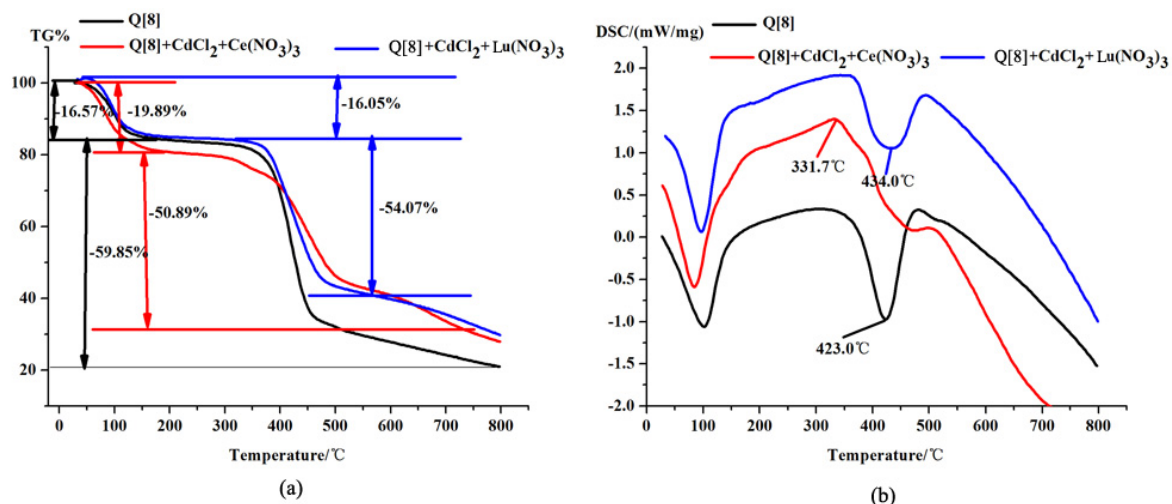 Q[8]
TG%
Q[8]+CdCl2+Ce(NO3)3
Q[8]+CdCl2+Lu(NO3)3
100
80
60
40
20
-16.57%
-19.89%
-16.05%
-50.89%
-54.07%
-59.85%
0 100 200 300 400 500 600 700 800
Temperature/℃
(a)
DSC/(mW/mg)
Q[8]
Q[8]+CdCl2+Ce(NO3)3
Q[8]+CdCl2+Lu(NO3)3
2.0
1.5
1.0
0.5
0.0
-0.5
-1.0
-1.5
-2.0
331.7℃
434.0℃
423.0℃
0 100 200 300 400 500 600 700 800
Temperature/℃
(b)